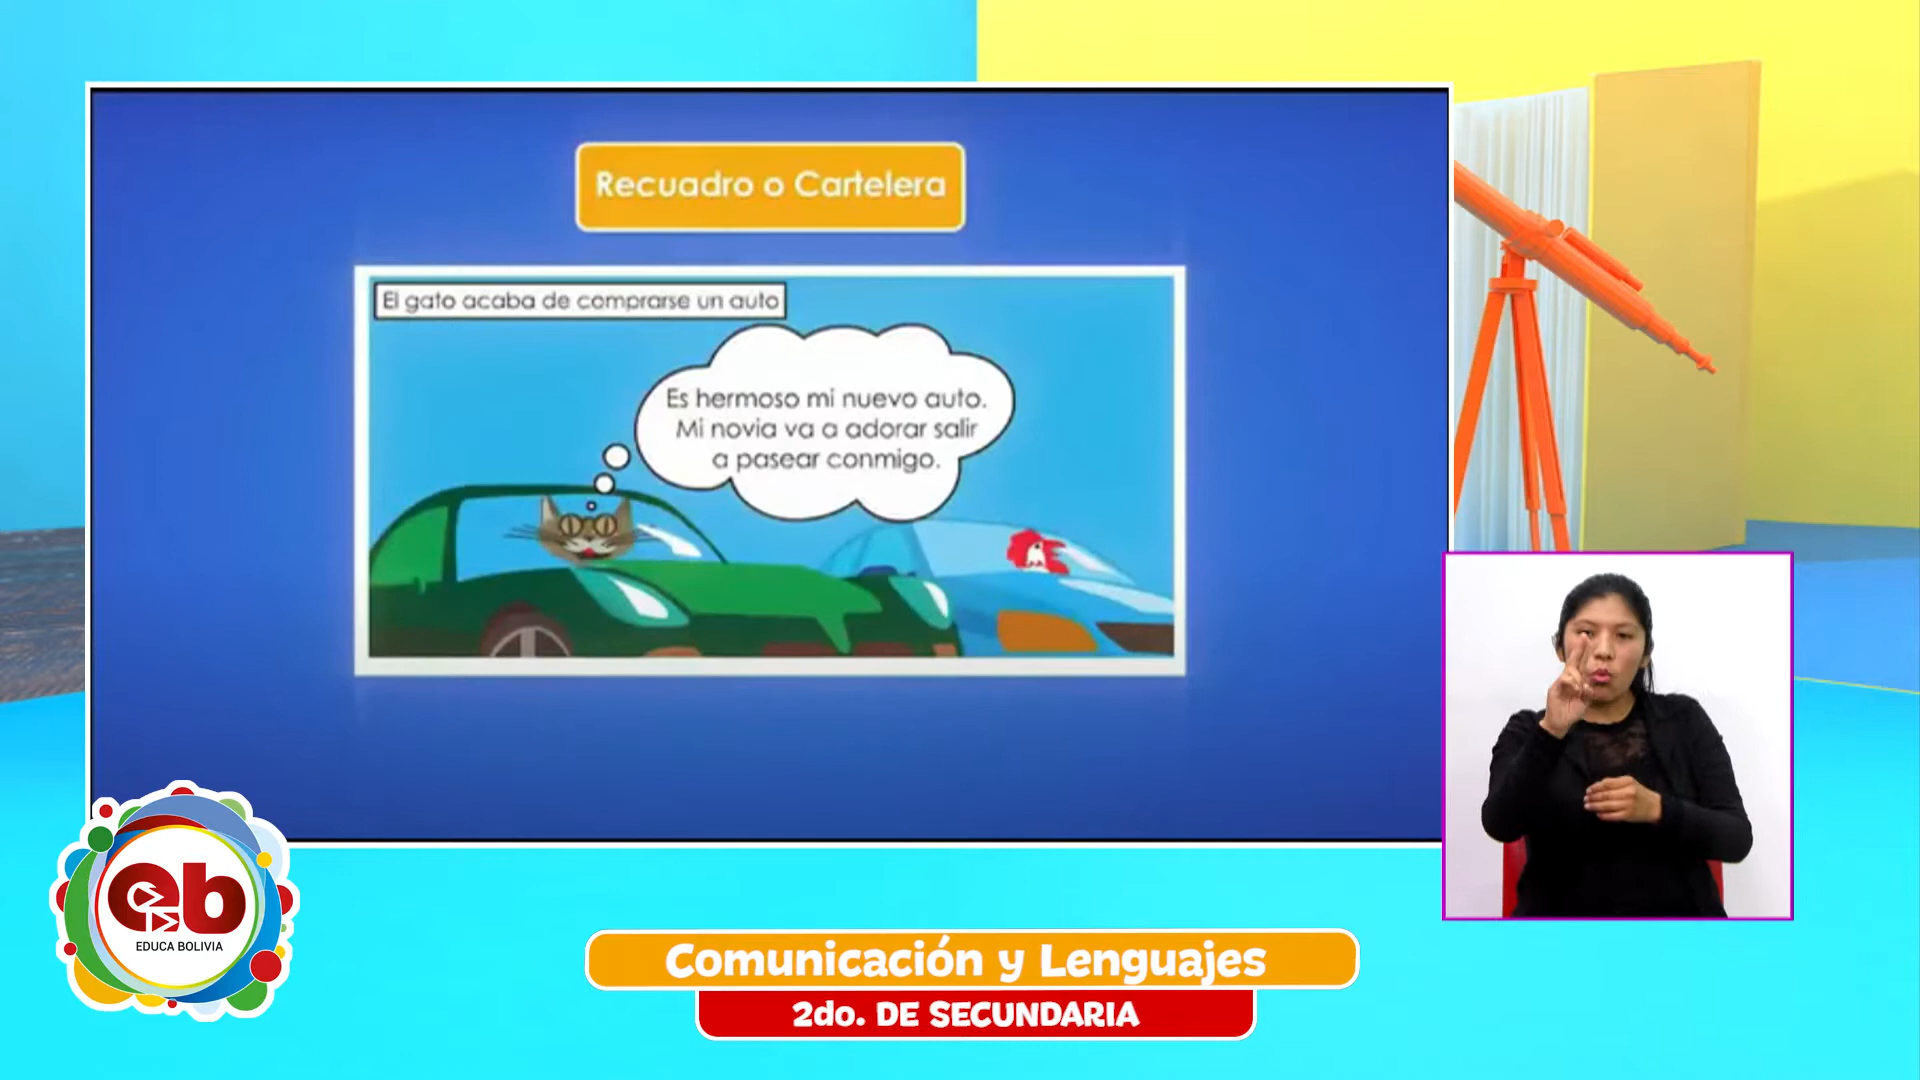 Recuadro o Cartelera
El gato acaba de comprarse un auto
Es hermoso mi nuevo auto.
Mi novia va a adorar salir
a pasear conmigo.
eb
EDUCA BOLIVIA
Comunicación y Lenguajes
2do. DE SECUNDARIA